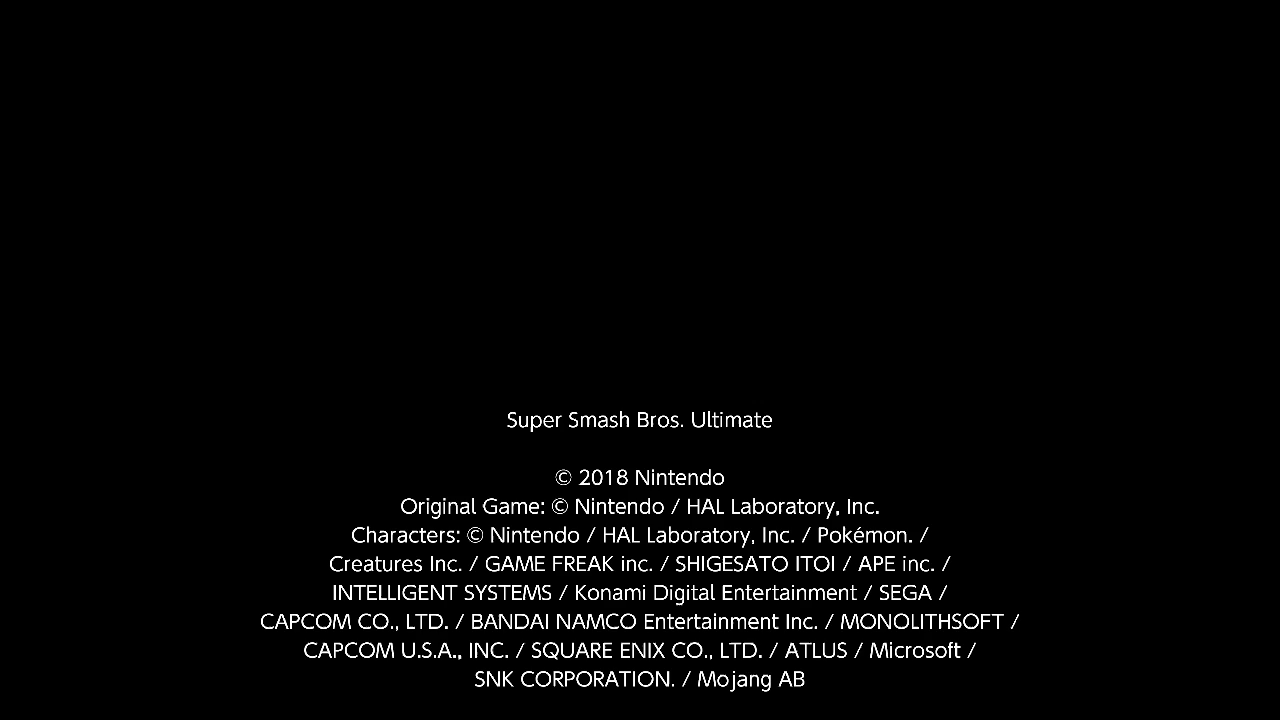 Super Smash Bros. Ultimate
© 2018 Nintendo
Original Game: © Nintendo / HAL Laboratory, Inc.
Characters: © Nintendo / HAL Laboratory, Inc. / Pokémon. /
Creatures Inc. / GAME FREAK inc. / SHIGESATO ITOI / APE inc. /
INTELLIGENT SYSTEMS / Konami Digital Entertainment / SEGA /
CAPCOM CO., LTD. / BANDAI NAMCO Entertainment Inc. / MONOLITHSOFT /
CAPCOM U.S.A., INC. / SQUARE ENIX CO., LTD. / ATLUS / Microsoft /
SNK CORPORATION. / Mojang AB